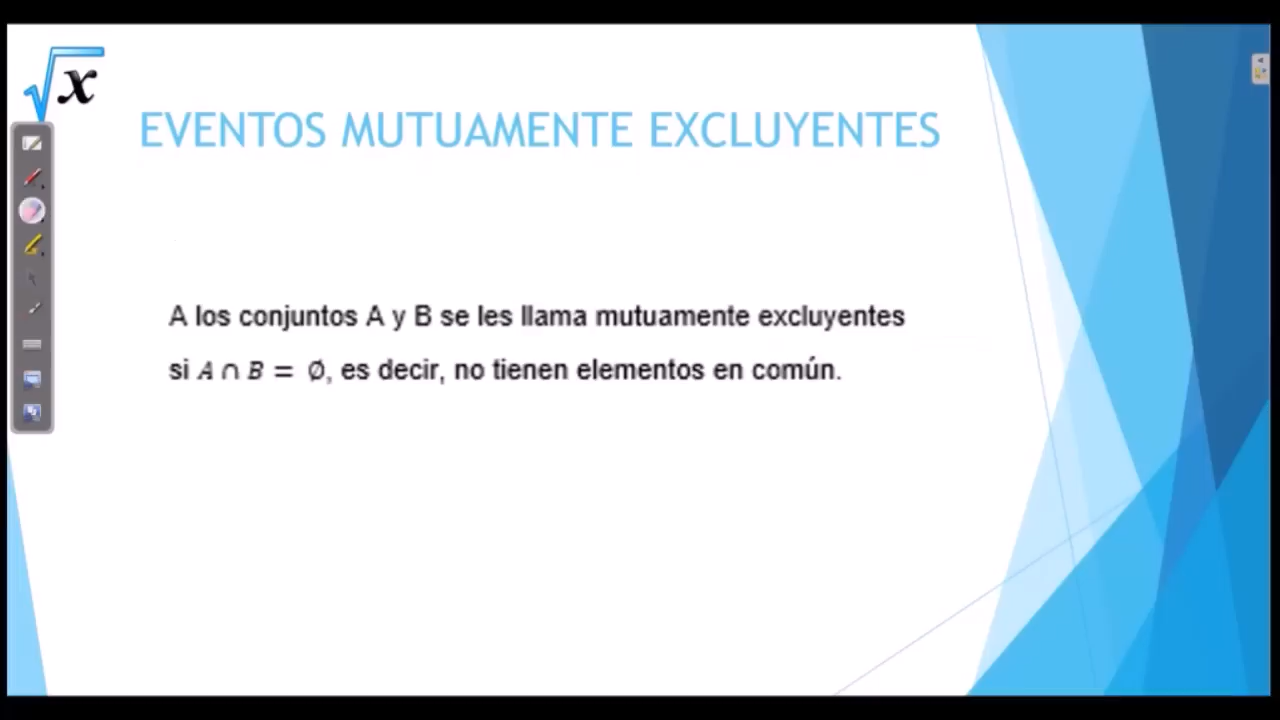 √x
EVENTOS MUTUAMENTE EXCLUYENTES
A los conjuntos A y B se les llama mutuamente excluyentes
si A ∩ B = ∅, es decir, no tienen elementos en común.